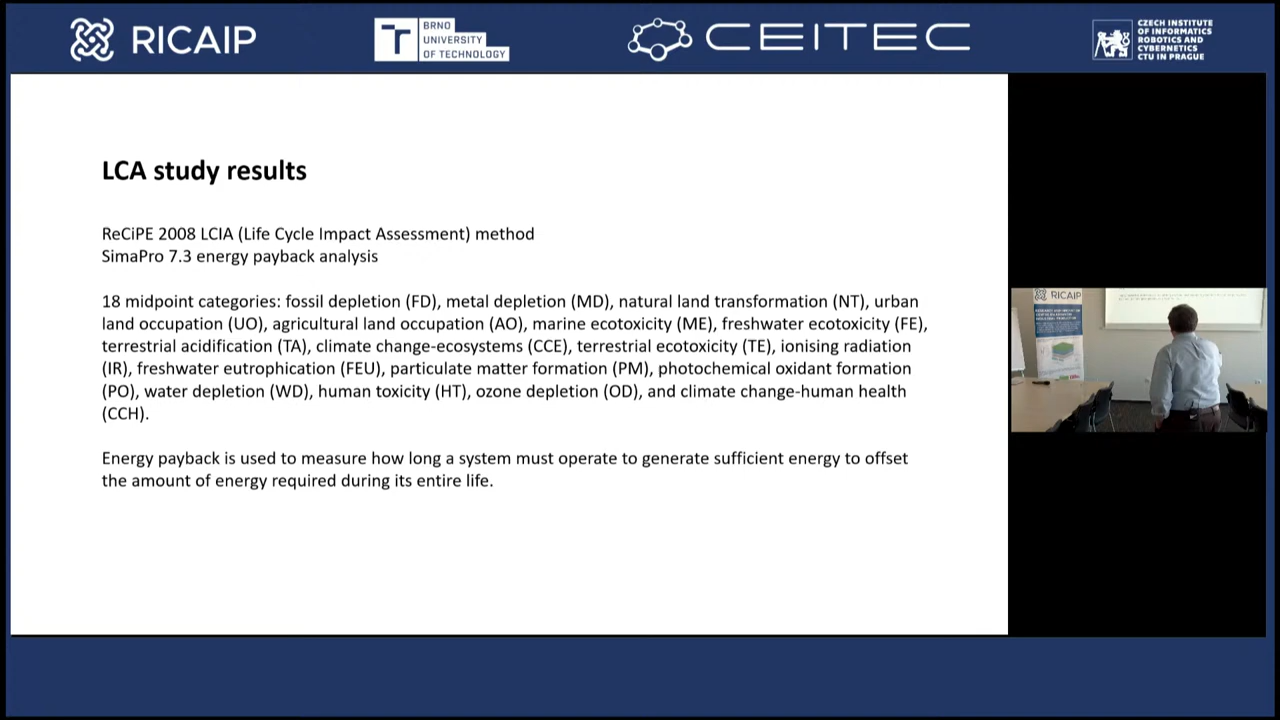 RICAIP
BRNO
UNIVERSITY
OF TECHNOLOGY
CEITEC
CZECH INSTITUTE
OF INFORMATICS
ROBOTICS AND
CYBERNETICS
CTU IN PRAGUE
LCA study results
ReCiPE 2008 LCIA (Life Cycle Impact Assessment) method
SimaPro 7.3 energy payback analysis
18 midpoint categories: fossil depletion (FD), metal depletion (MD), natural land transformation (NT), urban
land occupation (UO), agricultural land occupation (AO), marine ecotoxicity (ME), freshwater ecotoxicity (FE),
terrestrial acidification (TA), climate change-ecosystems (CCE), terrestrial ecotoxicity (TE), ionising radiation
(IR), freshwater eutrophication (FEU), particulate matter formation (PM), photochemical oxidant formation
(PO), water depletion (WD), human toxicity (HT), ozone depletion (OD), and climate change-human health
(CCH).
Energy payback is used to measure how long a system must operate to generate sufficient energy to offset
the amount of energy required during its entire life.
RICAIP